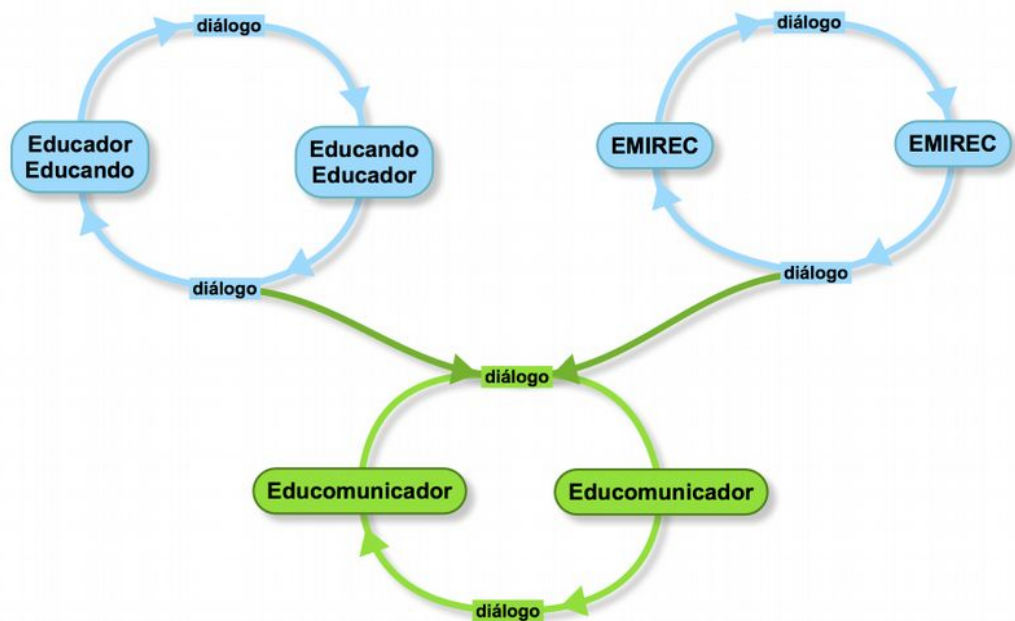 diálogo
Educador
Educando
Educando
Educador
diálogo
diálogo
EMIREC
EMIREC
diálogo
diálogo
Educomunicador
Educomunicador
diálogo